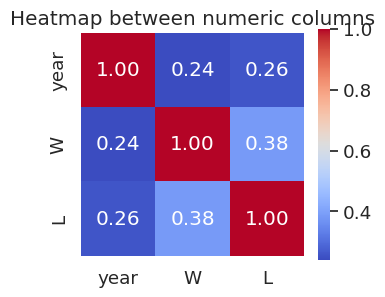 Heatmap between numeric columns
year 1.00 0.24 0.26
W 0.24 1.00 0.38
L 0.26 0.38 1.00
year W L
1.0
0.8
0.6
0.4